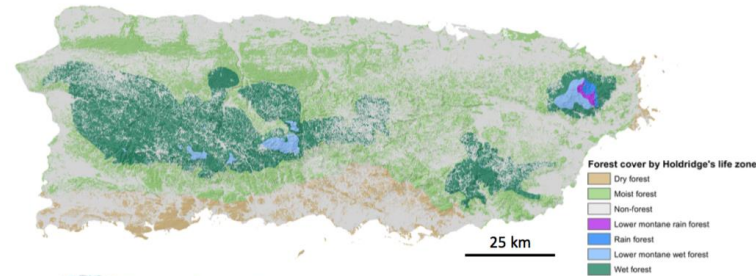 Forest cover by Holdridge's life zone
Dry forest
Moist forest
Non-forest
Lower montane rain forest
Rain forest
Lower montane wet forest
Wet forest
25 km